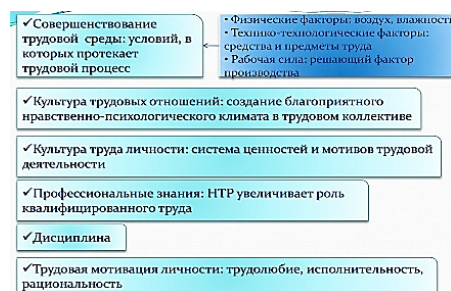 ✓Совершенствование
трудовой среды: условий, в
которых протекает
трудовой процесс
• Физические факторы: воздух, влажность
• Технико-технологические факторы:
средства и предметы труда
• Рабочая сила: решающий фактор
производства
✓Культура трудовых отношений: создание благоприятного
нравственно-психологического климата в трудовом коллективе
✓Культура труда личности: система ценностей и мотивов трудовой
деятельности
✓Профессиональные знания: НТР увеличивает роль
квалифицированного труда
✓Дисциплина
✓Трудовая мотивация личности: трудолюбие, исполнительность,
рациональность